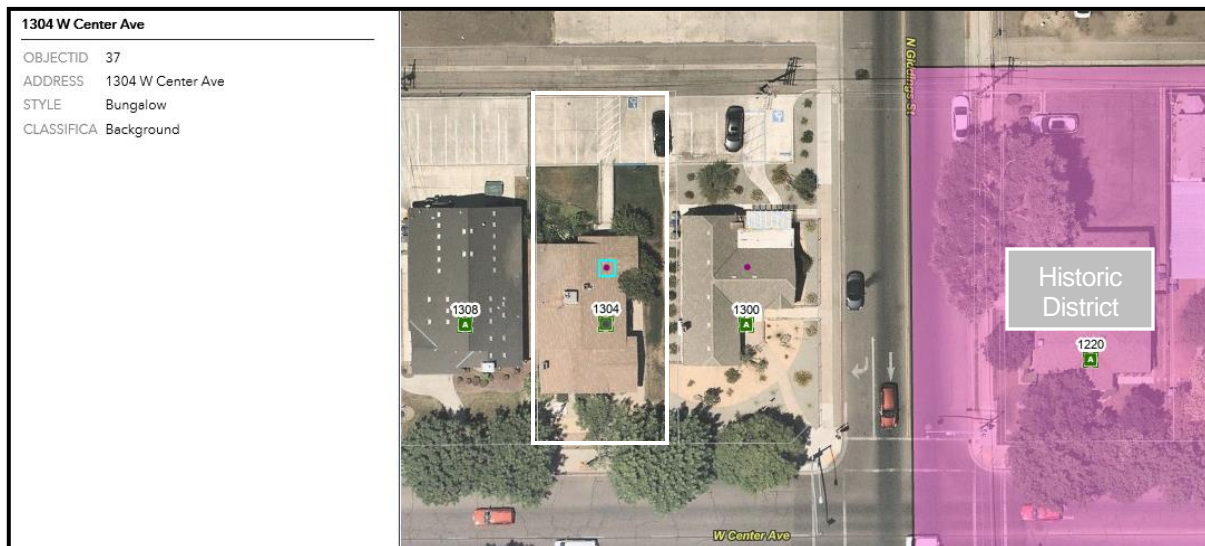 1304 W Center Ave
OBJECTID 37
ADDRESS 1304 W Center Ave
STYLE Bungalow
CLASSIFICA Background
N Giddings St
Historic
District
1308
A
1304
1300
A
1220
A
W Center Ave